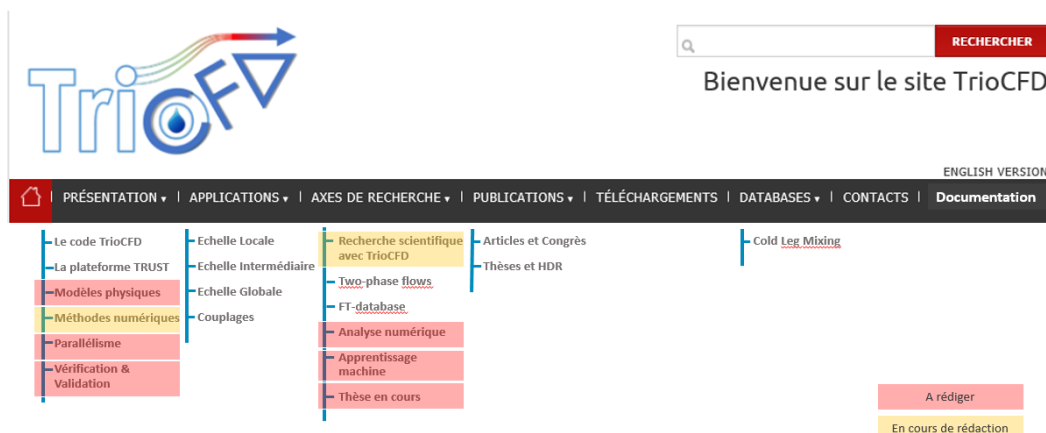 TrioCFD
RECHERCHER
Bienvenue sur le site TrioCFD
ENGLISH VERSION
PRÉSENTATION ▾ | APPLICATIONS ▾ | AXES DE RECHERCHE ▾ | PUBLICATIONS ▾ | TÉLÉCHARGEMENTS | DATABASES ▾ | CONTACTS | Documentation
Le code TrioCFD
La plateforme TRUST
Modèles physiques
Méthodes numériques
Parallélisme
Vérification &
Validation
Echelle Locale
Echelle Intermédiaire
Echelle Globale
Couplages
Recherche scientifique
avec TrioCFD
Two-phase flows
FT-database
Analyse numérique
Apprentissage
machine
Thèse en cours
Articles et Congrès
Thèses et HDR
Cold Leg Mixing
A rédiger
En cours de rédaction